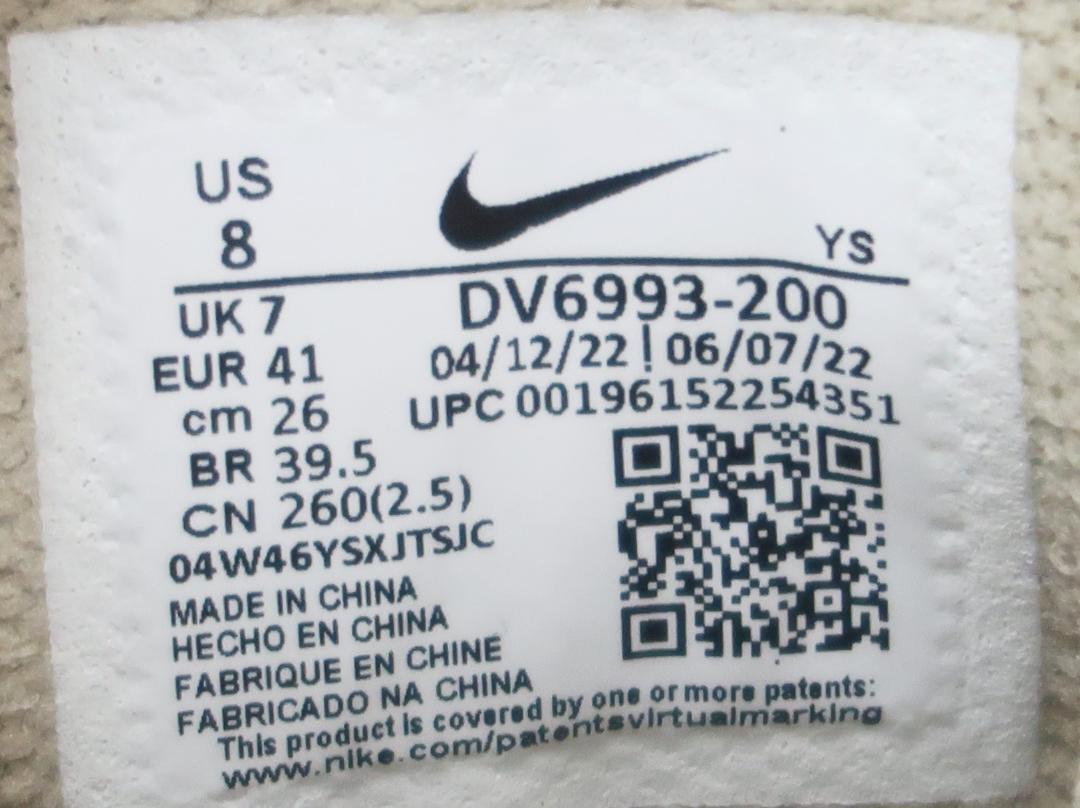 US
8
YS
UK 7
DV6993-200
EUR 41
04/12/22 | 06/07/22
cm 26
UPC 00196152254351
BR 39.5
CN 260(2.5)
04W46YSXJTSJC
MADE IN CHINA
HECHO EN CHINA
FABRIQUE EN CHINE
FABRICADO NA CHINA
This product is covered by one or more patents:
www.nike.com/patentsvirtualmarking